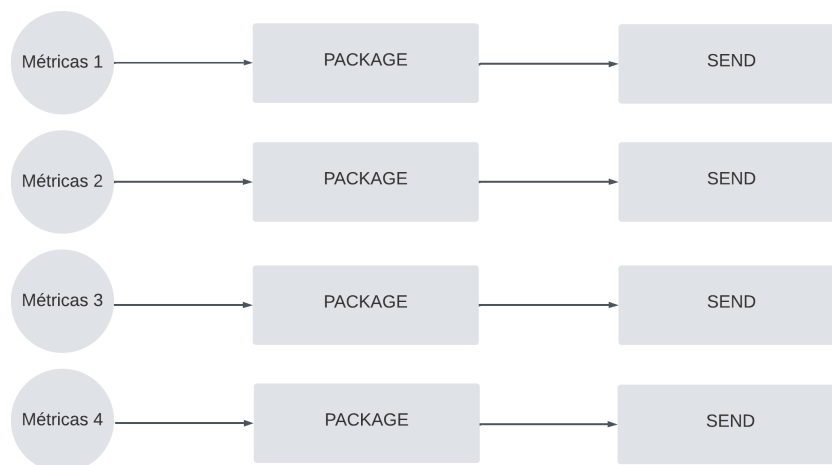 Métricas 1 PACKAGE SEND
Métricas 2 PACKAGE SEND
Métricas 3 PACKAGE SEND
Métricas 4 PACKAGE SEND